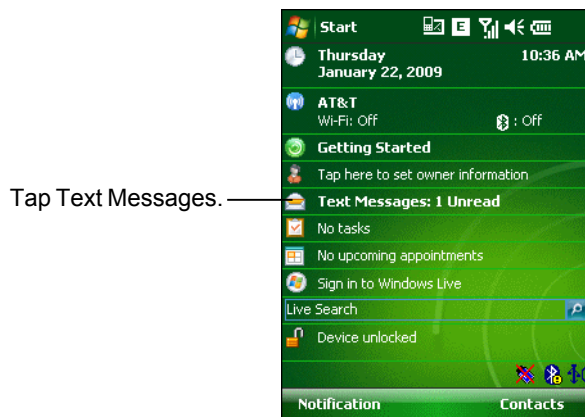 Start
E
Thursday 10:36 AM
January 22, 2009
AT&T
Wi-Fi: Off : Off
Getting Started
Tap here to set owner information
Tap Text Messages. Text Messages: 1 Unread
No tasks
No upcoming appointments
Sign in to Windows Live
Live Search
Device unlocked
Notification Contacts